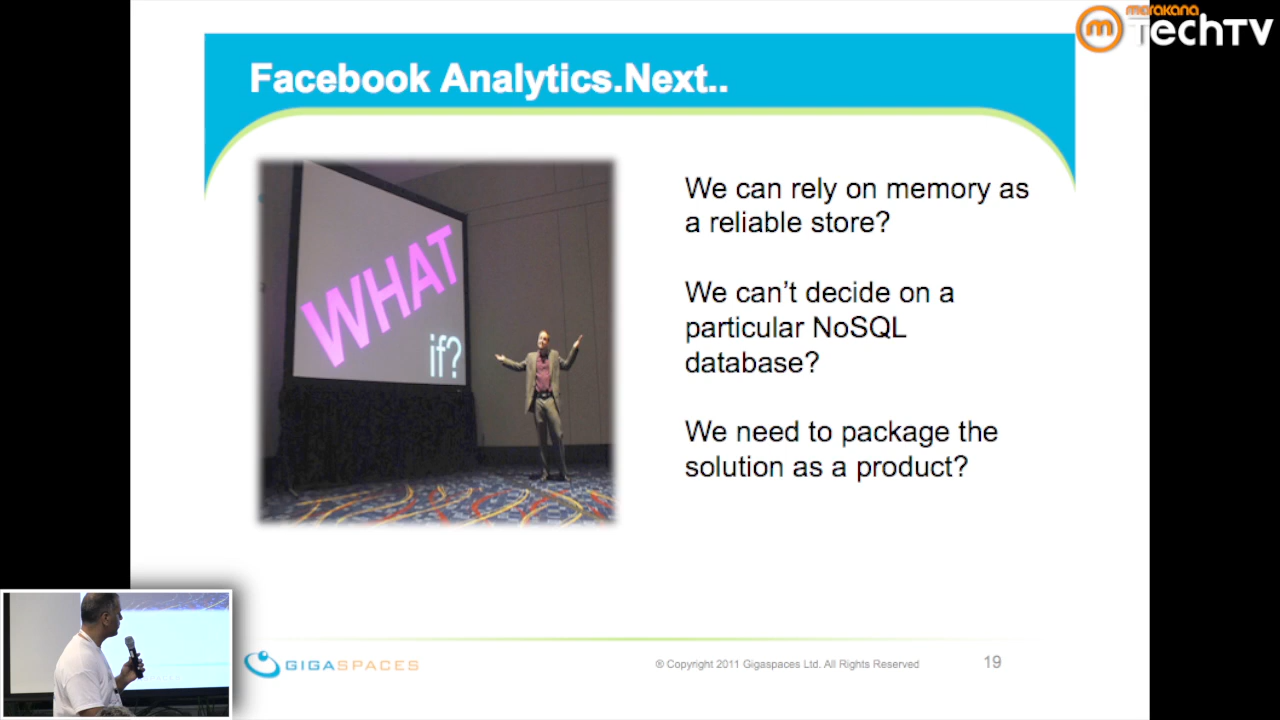 marakana
TechTV
Facebook Analytics.Next..
WHAT
if?
We can rely on memory as
a reliable store?
We can't decide on a
particular NoSQL
database?
We need to package the
solution as a product?
GIGASPACES
® Copyright 2011 Gigaspaces Ltd. All Rights Reserved
19